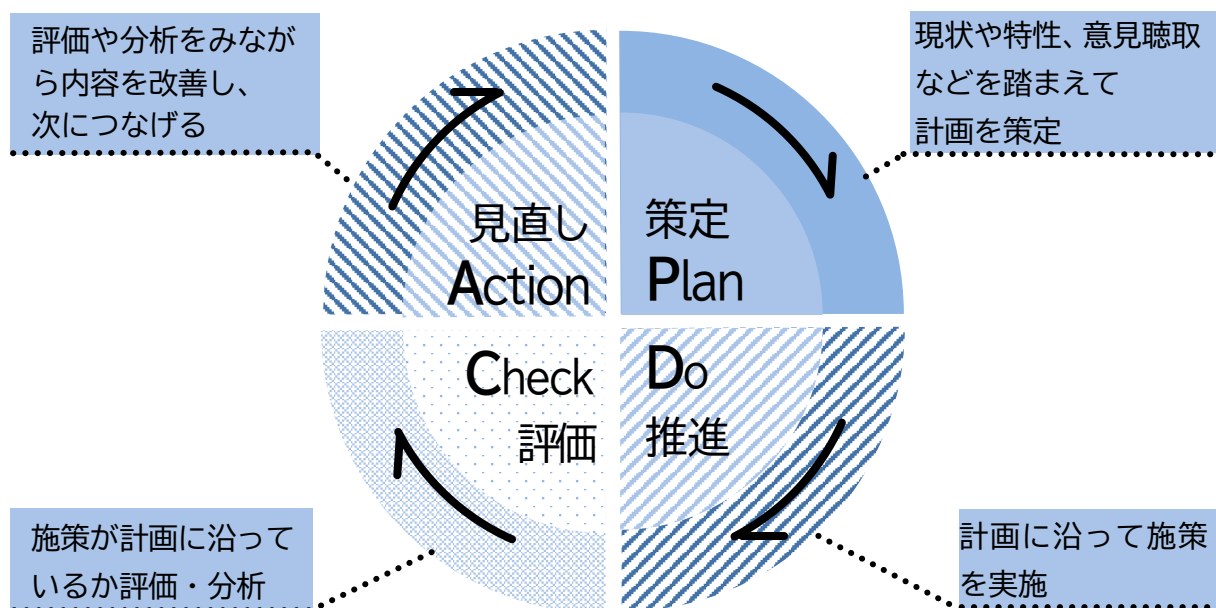 評価や分析をみなが
ら内容を改善し、
次につなげる
現状や特性、意見聴取
などを踏まえて
計画を策定
見直し
Action
策定
Plan
Check
評価
Do
推進
施策が計画に沿って
いるか評価・分析
計画に沿って施策
を実施